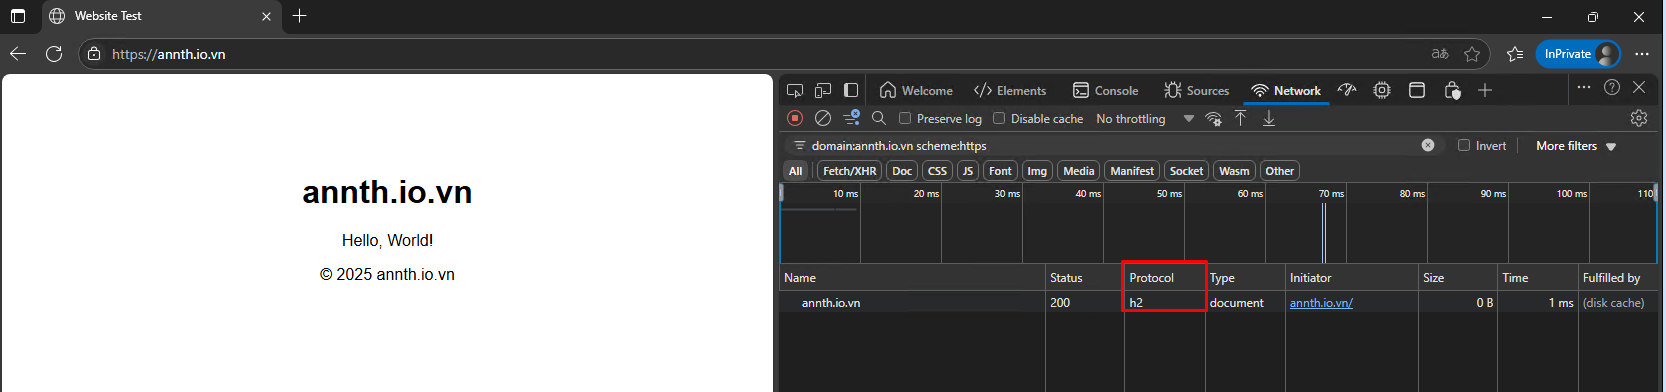 Website Test
https://annth.io.vn
aあ
InPrivate
annth.io.vn
Hello, World!
© 2025 annth.io.vn
Welcome
Elements
Console
Sources
Network
Preserve log
Disable cache
No throttling
domain:annth.io.vn scheme:https
Invert
More filters
All Fetch/XHR Doc CSS JS Font Img Media Manifest Socket Wasm Other
10 ms 20 ms 30 ms 40 ms 50 ms 60 ms 70 ms 80 ms 90 ms 100 ms 110
Name Status Protocol Type Initiator Size Time Fulfilled by
annth.io.vn 200 h2 document annth.io.vn/ 0 B 1 ms (disk cache)